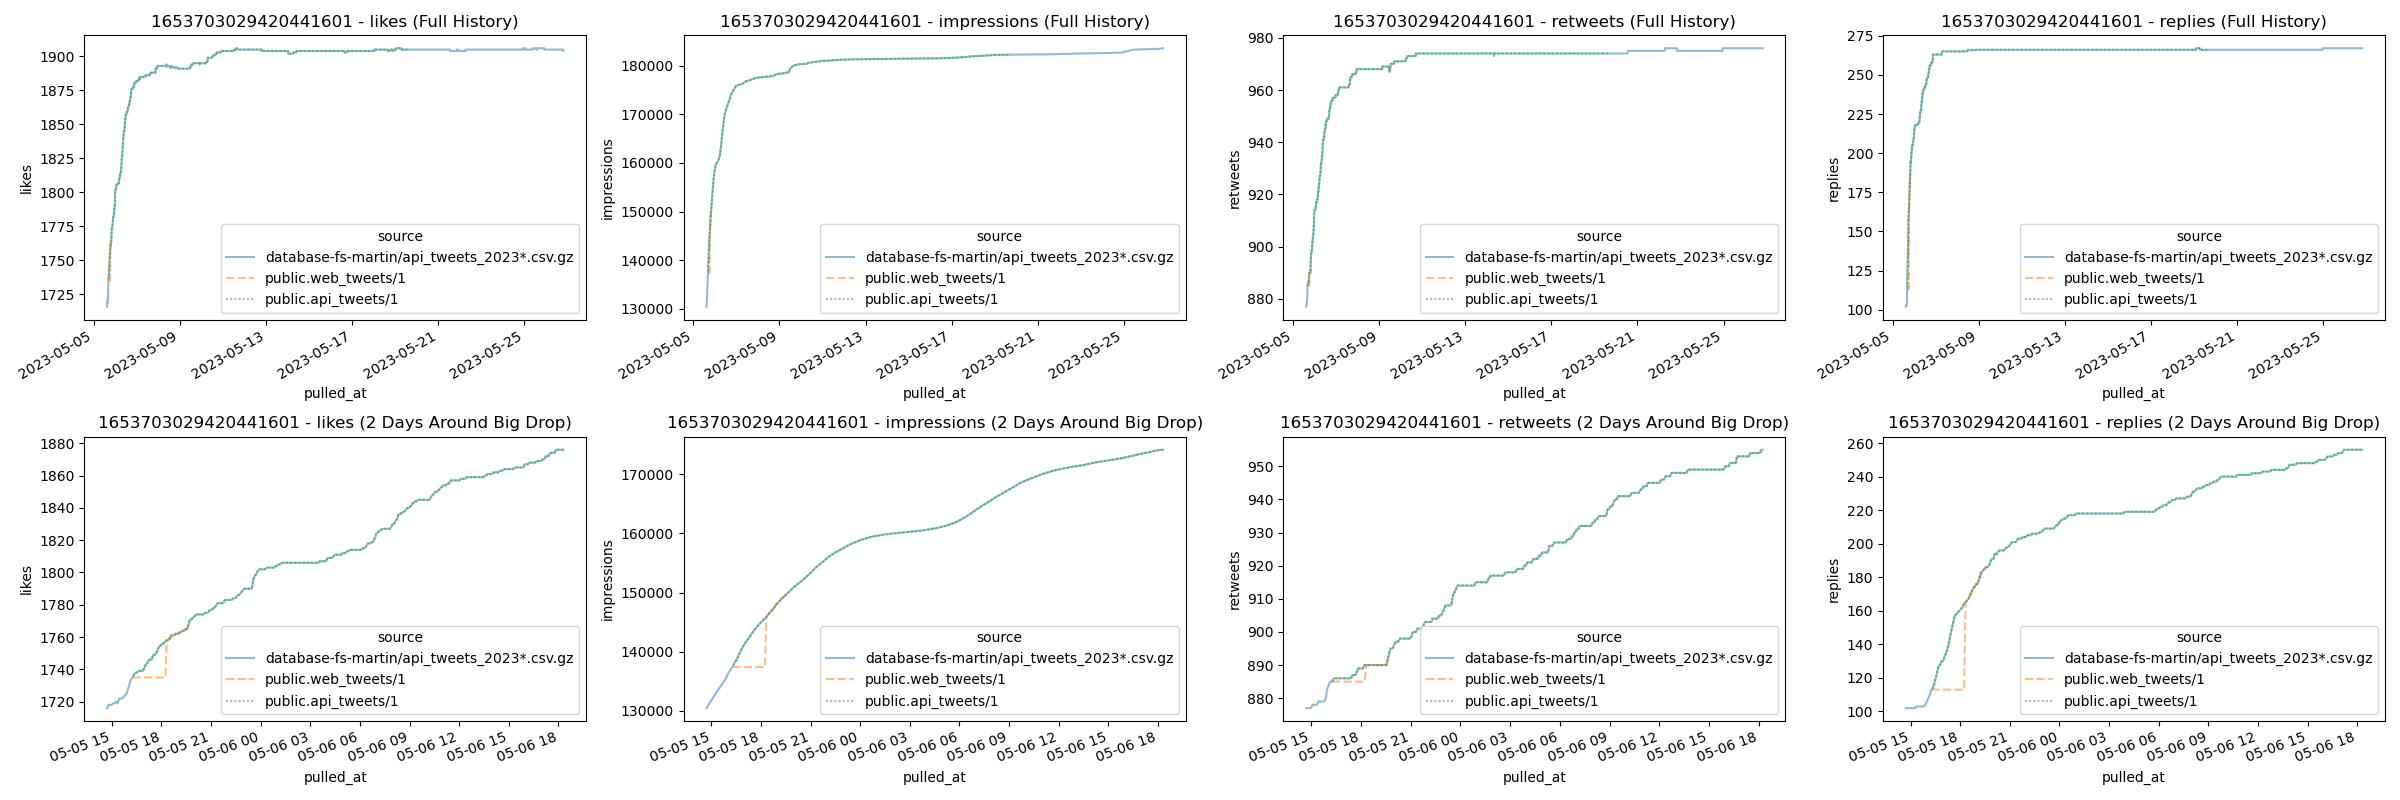 1653703029420441601 - likes (Full History)
likes
1900
1875
1850
1825
1800
1775
1750
1725
source
database-fs-martin/api_tweets_2023*.csv.gz
public.web_tweets/1
public.api_tweets/1
2023-05-05
2023-05-09
2023-05-13
2023-05-17
2023-05-21
2023-05-25
pulled_at
1653703029420441601 - impressions (Full History)
impressions
180000
170000
160000
150000
140000
130000
source
database-fs-martin/api_tweets_2023*.csv.gz
public.web_tweets/1
public.api_tweets/1
2023-05-05
2023-05-09
2023-05-13
2023-05-17
2023-05-21
2023-05-25
pulled_at
1653703029420441601 - retweets (Full History)
retweets
980
960
940
920
900
880
source
database-fs-martin/api_tweets_2023*.csv.gz
public.web_tweets/1
public.api_tweets/1
2023-05-05
2023-05-09
2023-05-13
2023-05-17
2023-05-21
2023-05-25
pulled_at
1653703029420441601 - replies (Full History)
replies
275
250
225
200
175
150
125
100
source
database-fs-martin/api_tweets_2023*.csv.gz
public.web_tweets/1
public.api_tweets/1
2023-05-05
2023-05-09
2023-05-13
2023-05-17
2023-05-21
2023-05-25
pulled_at
1653703029420441601 - likes (2 Days Around Big Drop)
likes
1880
1860
1840
1820
1800
1780
1760
1740
1720
source
database-fs-martin/api_tweets_2023*.csv.gz
public.web_tweets/1
public.api_tweets/1
05-05 15
05-05 18
05-05 21
05-06 00
05-06 03
05-06 06
05-06 09
05-06 12
05-06 15
05-06 18
pulled_at
1653703029420441601 - impressions (2 Days Around Big Drop)
impressions
170000
160000
150000
140000
130000
source
database-fs-martin/api_tweets_2023*.csv.gz
public.web_tweets/1
public.api_tweets/1
05-05 15
05-05 18
05-05 21
05-06 00
05-06 03
05-06 06
05-06 09
05-06 12
05-06 15
05-06 18
pulled_at
1653703029420441601 - retweets (2 Days Around Big Drop)
retweets
950
940
930
920
910
900
890
880
source
database-fs-martin/api_tweets_2023*.csv.gz
public.web_tweets/1
public.api_tweets/1
05-05 15
05-05 18
05-05 21
05-06 00
05-06 03
05-06 06
05-06 09
05-06 12
05-06 15
05-06 18
pulled_at
1653703029420441601 - replies (2 Days Around Big Drop)
replies
260
240
220
200
180
160
140
120
100
source
database-fs-martin/api_tweets_2023*.csv.gz
public.web_tweets/1
public.api_tweets/1
05-05 15
05-05 18
05-05 21
05-06 00
05-06 03
05-06 06
05-06 09
05-06 12
05-06 15
05-06 18
pulled_at